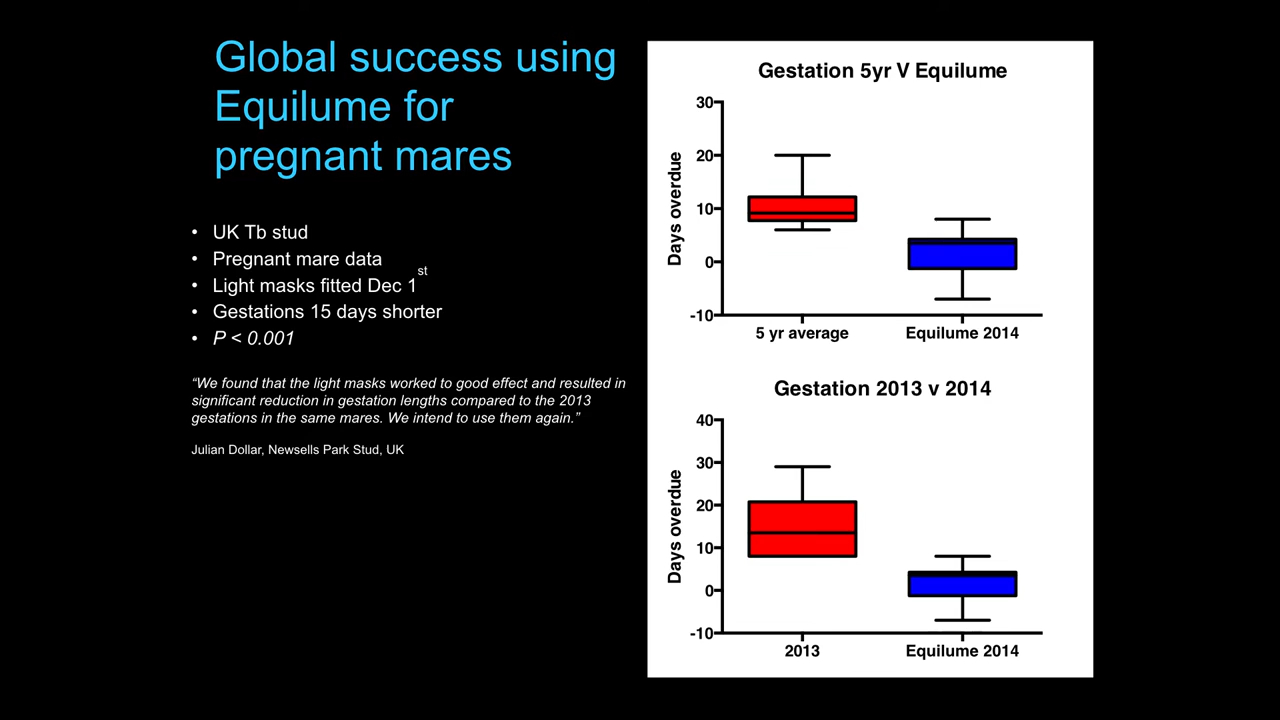 Global success using
Equilume for
pregnant mares
• UK Tb stud
• Pregnant mare data
• Light masks fitted Dec 1st
• Gestations 15 days shorter
• P < 0.001
“We found that the light masks worked to good effect and resulted in
significant reduction in gestation lengths compared to the 2013
gestations in the same mares. We intend to use them again.”
Julian Dollar, Newsells Park Stud, UK
Gestation 5yr V Equilume
Days overdue
30
20
10
0
-10
5 yr average
Equilume 2014
Gestation 2013 v 2014
Days overdue
40
30
20
10
0
-10
2013
Equilume 2014